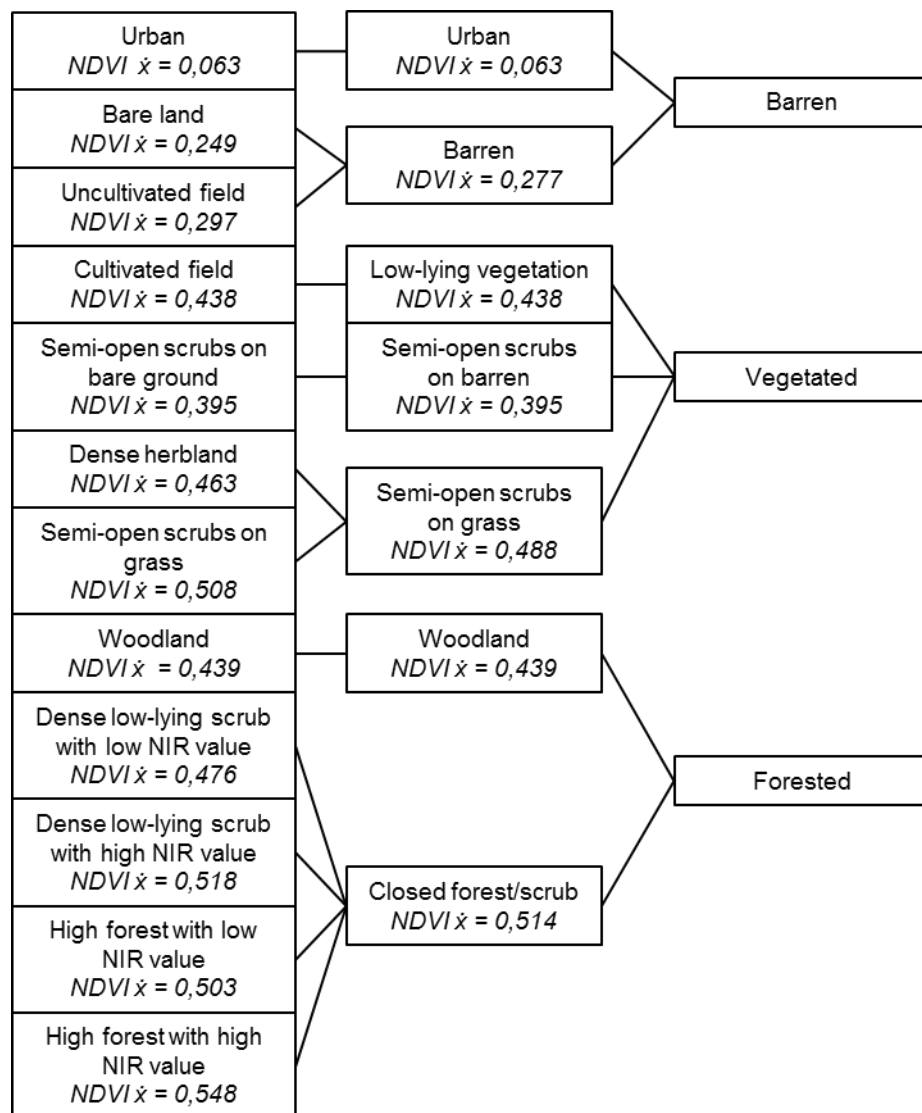 Urban
NDVI ẋ = 0,063
Bare land
NDVI ẋ = 0,249
Uncultivated field
NDVI ẋ = 0,297
Cultivated field
NDVI ẋ = 0,438
Semi-open scrubs on
bare ground
NDVI ẋ = 0,395
Dense herbland
NDVI ẋ = 0,463
Semi-open scrubs on
grass
NDVI ẋ = 0,508
Woodland
NDVI ẋ = 0,439
Dense low-lying scrub
with low NIR value
NDVI ẋ = 0,476
Dense low-lying scrub
with high NIR value
NDVI ẋ = 0,518
High forest with low
NIR value
NDVI ẋ = 0,503
High forest with high
NIR value
NDVI ẋ = 0,548
Urban
NDVI ẋ = 0,063
Barren
NDVI ẋ = 0,277
Low-lying vegetation
NDVI ẋ = 0,438
Semi-open scrubs
on barren
NDVI ẋ = 0,395
Semi-open scrubs
on grass
NDVI ẋ = 0,488
Woodland
NDVI ẋ = 0,439
Closed forest/scrub
NDVI ẋ = 0,514
Barren
Vegetated
Forested